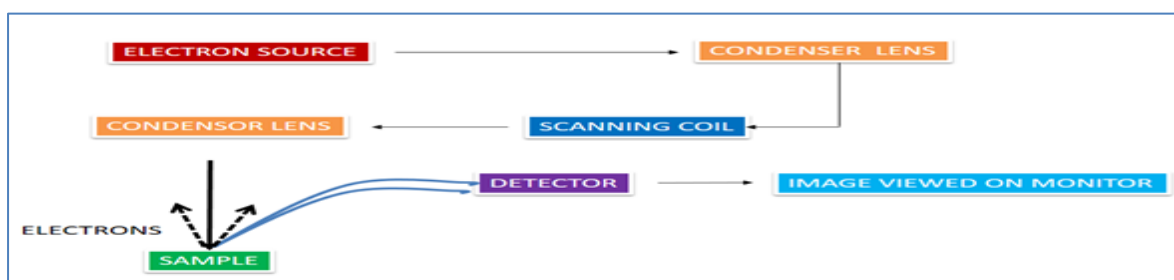 ELECTRON SOURCE
CONDENSER LENS
CONDENSOR LENS
SCANNING COIL
DETECTOR
IMAGE VIEWED ON MONITOR
ELECTRONS
SAMPLE